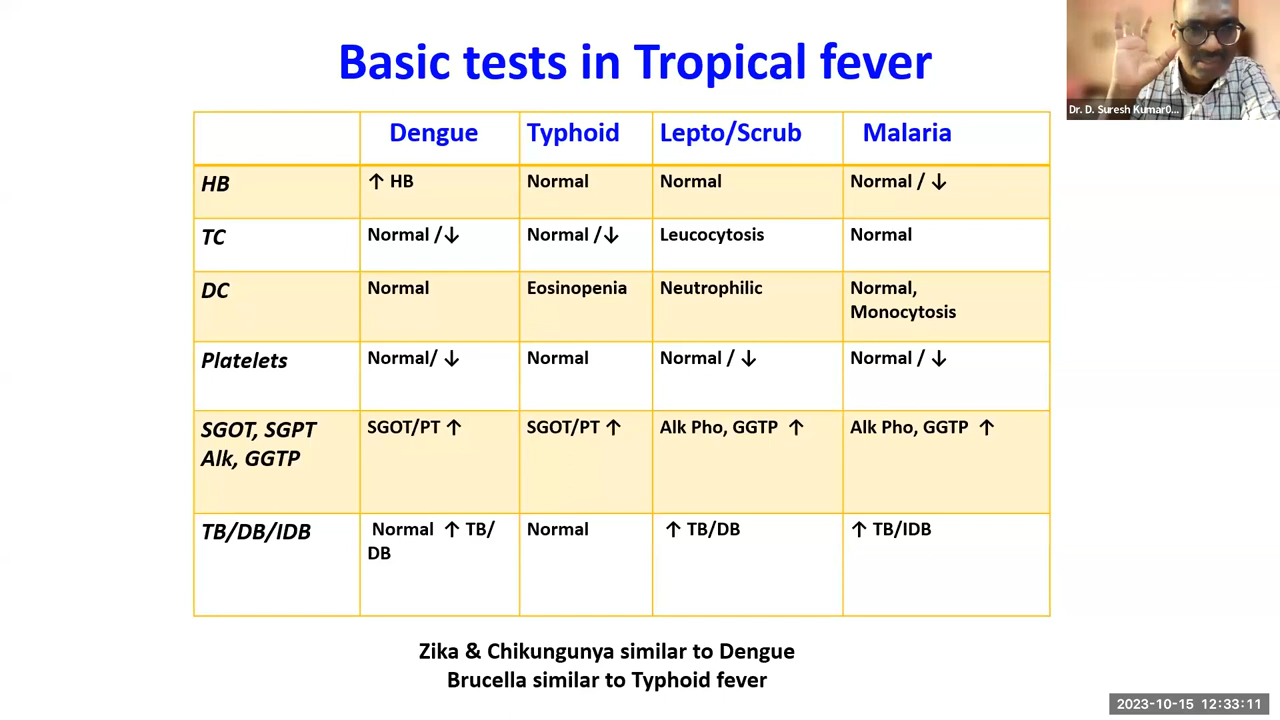 Basic tests in Tropical fever
Dr. D. Suresh Kumar0...
Dengue Typhoid Lepto/Scrub Malaria
HB ↑ HB Normal Normal Normal / ↓
TC Normal /↓ Normal /↓ Leucocytosis Normal
DC Normal Eosinopenia Neutrophilic Normal,
Monocytosis
Platelets Normal/ ↓ Normal Normal / ↓ Normal / ↓
SGOT, SGPT SGOT/PT ↑ SGOT/PT ↑ Alk Pho, GGTP ↑ Alk Pho, GGTP ↑
Alk, GGTP
TB/DB/IDB Normal ↑ TB/ Normal ↑ TB/DB ↑ TB/IDB
DB
Zika & Chikungunya similar to Dengue
Brucella similar to Typhoid fever
2023-10-15 12:33:11